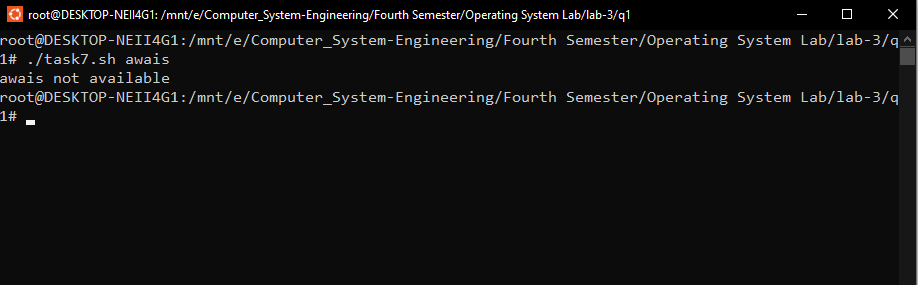 root@DESKTOP-NEII4G1: /mnt/e/Computer_System-Engineering/Fourth Semester/Operating System Lab/lab-3/q1
root@DESKTOP-NEII4G1:/mnt/e/Computer_System-Engineering/Fourth Semester/Operating System Lab/lab-3/q
1# ./task7.sh awais
awais not available
root@DESKTOP-NEII4G1:/mnt/e/Computer_System-Engineering/Fourth Semester/Operating System Lab/lab-3/q
1#